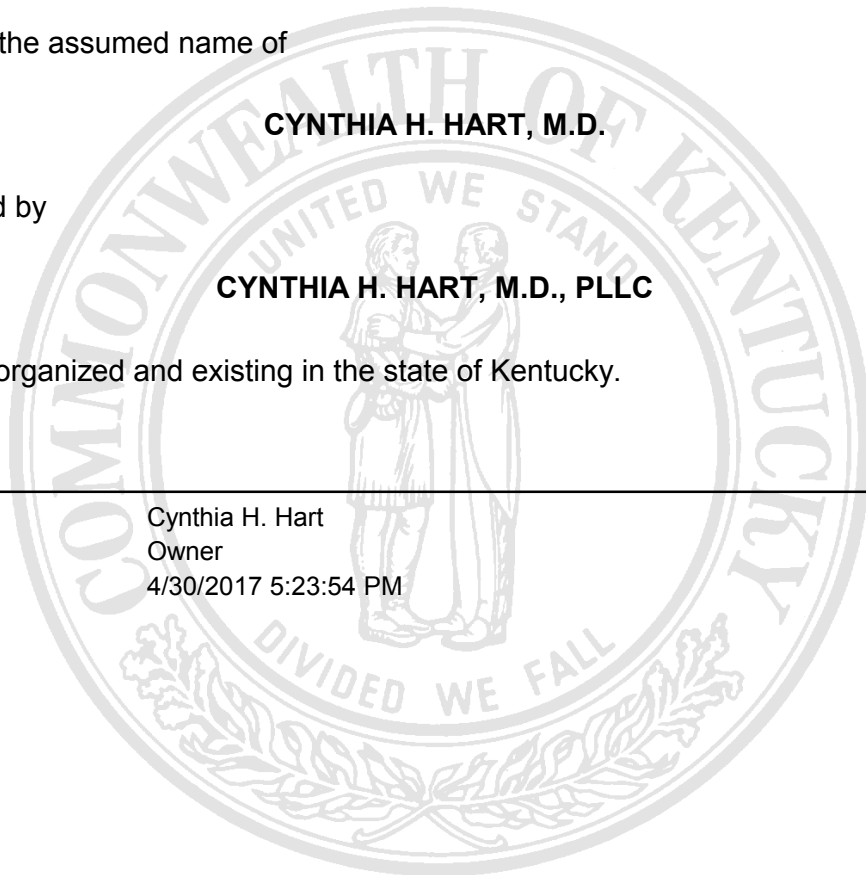 the assumed name of
CYNTHIA H. HART, M.D.
d by
CYNTHIA H. HART, M.D., PLLC
organized and existing in the state of Kentucky.
Cynthia H. Hart
Owner
4/30/2017 5:23:54 PM
COMMONWEALTH OF KENTUCKY
UNITED WE STAND
DIVIDED WE FALL